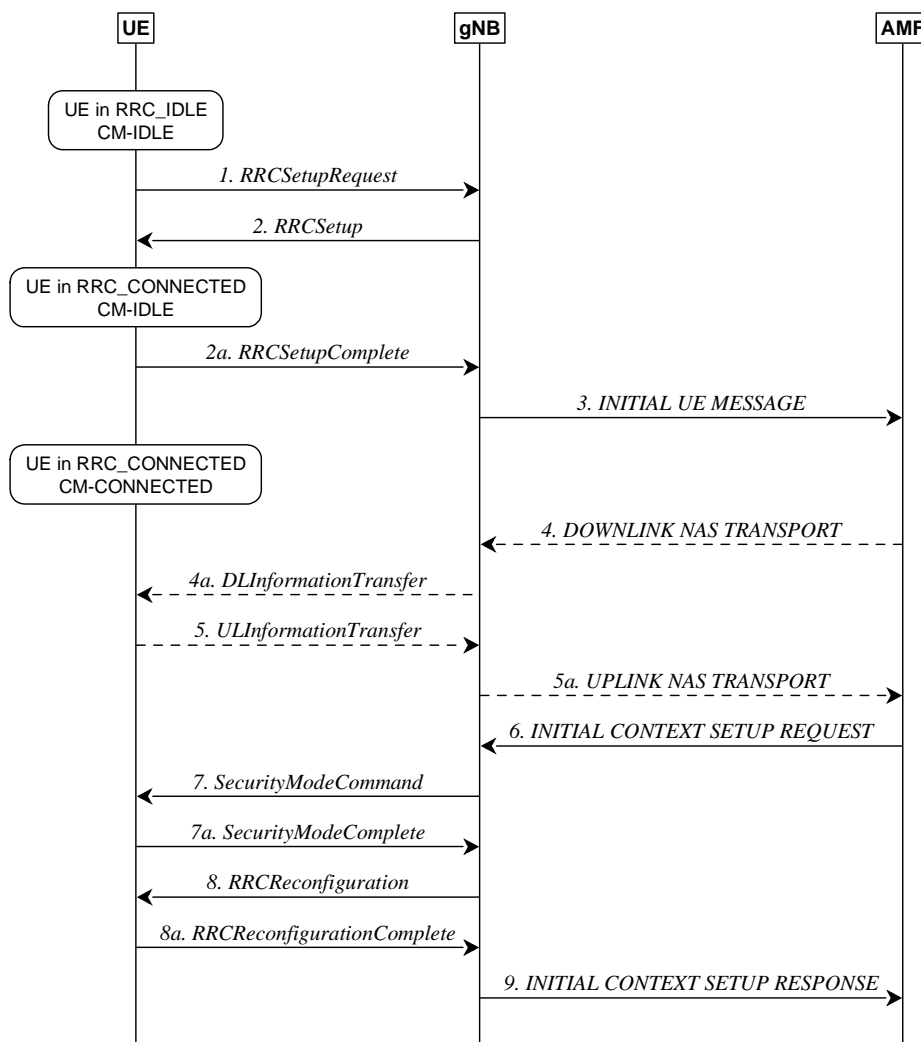 UE
gNB
AMF
UE in RRC_IDLE
CM-IDLE
1. RRCSetupRequest
2. RRCSetup
UE in RRC_CONNECTED
CM-IDLE
2a. RRCSetupComplete
3. INITIAL UE MESSAGE
UE in RRC_CONNECTED
CM-CONNECTED
4. DOWNLINK NAS TRANSPORT
4a. DLInformationTransfer
5. ULInformationTransfer
5a. UPLINK NAS TRANSPORT
6. INITIAL CONTEXT SETUP REQUEST
7. SecurityModeCommand
7a. SecurityModeComplete
8. RRCReconfiguration
8a. RRCReconfigurationComplete
9. INITIAL CONTEXT SETUP RESPONSE